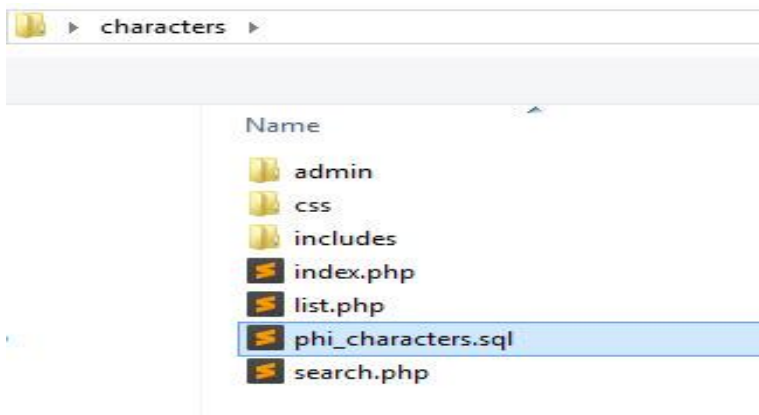 characters
Name
admin
css
includes
index.php
list.php
phi_characters.sql
search.php